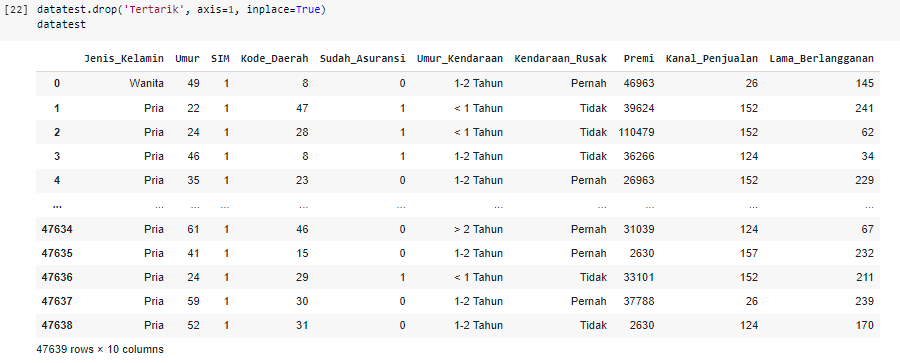 [22] datatest.drop('Tertarik', axis=1, inplace=True)
datatest
Jenis_Kelamin Umur SIM Kode_Daerah Sudah_Asuransi Umur_Kendaraan Kendaraan_Rusak Premi Kanal_Penjualan Lama_Berlangganan
0 Wanita 49 1 8 0 1-2 Tahun Pernah 46963 26 145
1 Pria 22 1 47 1 < 1 Tahun Tidak 39624 152 241
2 Pria 24 1 28 1 < 1 Tahun Tidak 110479 152 62
3 Pria 46 1 8 1 1-2 Tahun Tidak 36266 124 34
4 Pria 35 1 23 0 1-2 Tahun Pernah 26963 152 229
... ... ... ... ... ... ... ... ... ... ...
47634 Pria 61 1 46 0 > 2 Tahun Pernah 31039 124 67
47635 Pria 41 1 15 0 1-2 Tahun Pernah 2630 157 232
47636 Pria 24 1 29 1 < 1 Tahun Tidak 33101 152 211
47637 Pria 59 1 30 0 1-2 Tahun Pernah 37788 26 239
47638 Pria 52 1 31 0 1-2 Tahun Tidak 2630 124 170
47639 rows × 10 columns